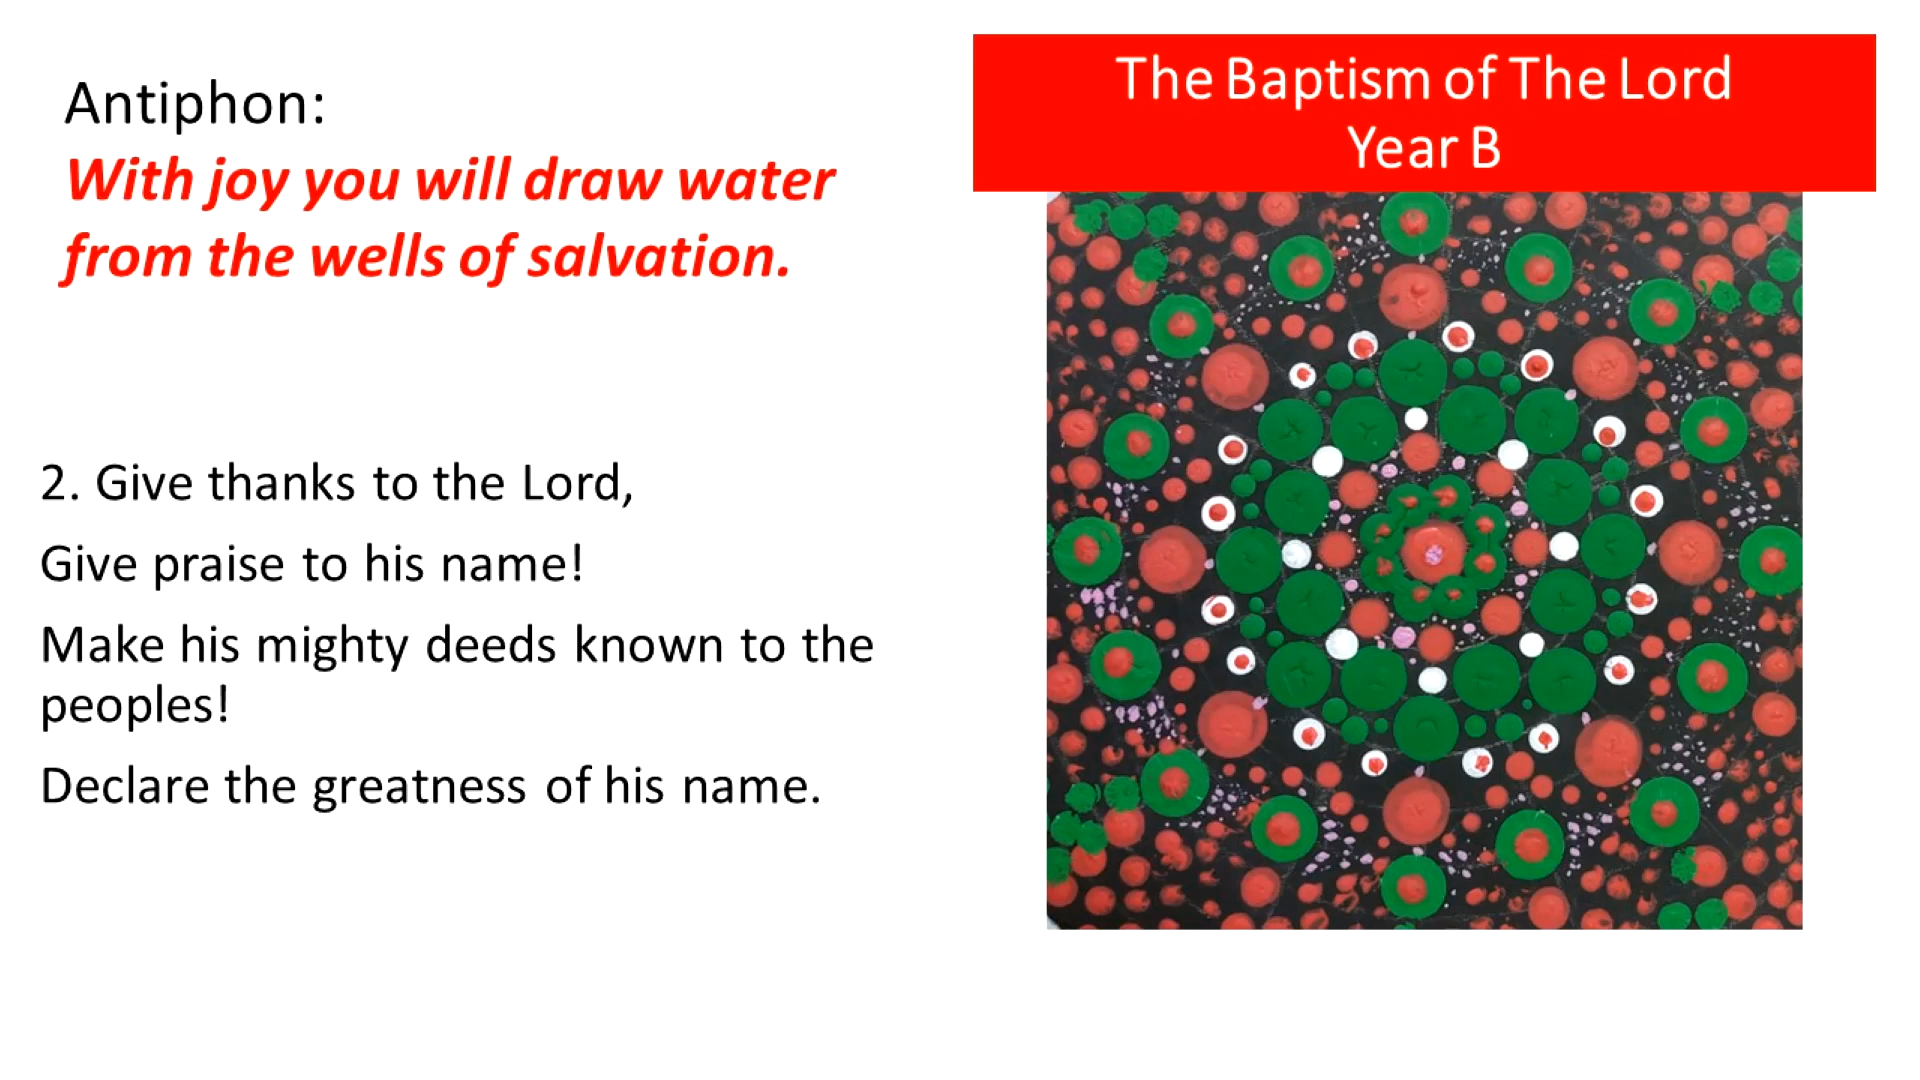 Antiphon:
With joy you will draw water
from the wells of salvation.
2. Give thanks to the Lord,
Give praise to his name!
Make his mighty deeds known to the
peoples!
Declare the greatness of his name.
The Baptism of The Lord
Year B